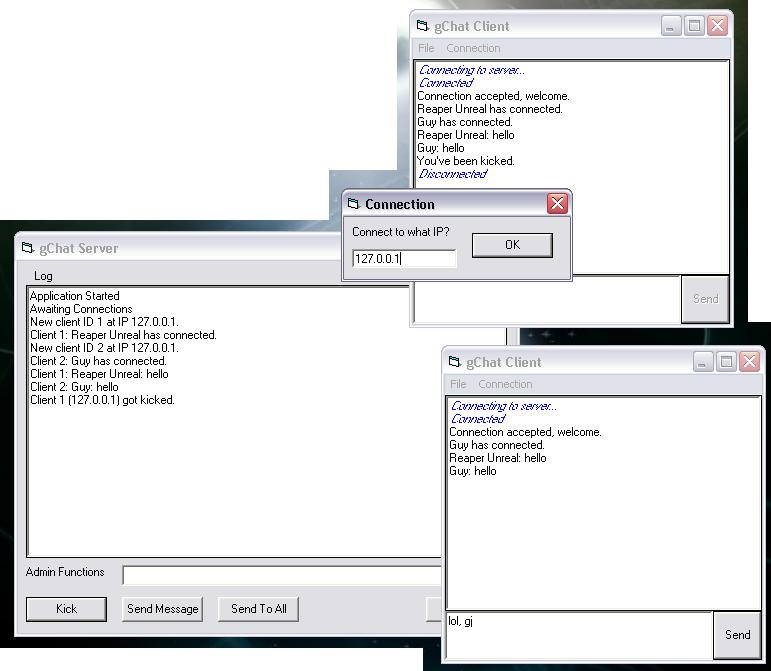 gChat Client
File Connection
Connecting to server...
Connected
Connection accepted, welcome.
Reaper Unreal has connected.
Guy has connected.
Reaper Unreal: hello
Guy: hello
You've been kicked.
Disconnected
Send
Connection
Connect to what IP?
127.0.0.1
OK
gChat Server
Log
Application Started
Awaiting Connections
New client ID 1 at IP 127.0.0.1.
Client 1: Reaper Unreal has connected.
New client ID 2 at IP 127.0.0.1.
Client 2: Guy has connected.
Client 1: Reaper Unreal: hello
Client 2: Guy: hello
Client 1 (127.0.0.1) got kicked.
Admin Functions
Kick Send Message Send To All
gChat Client
File Connection
Connecting to server...
Connected
Connection accepted, welcome.
Guy has connected.
Reaper Unreal: hello
Guy: hello
lol, gj
Send